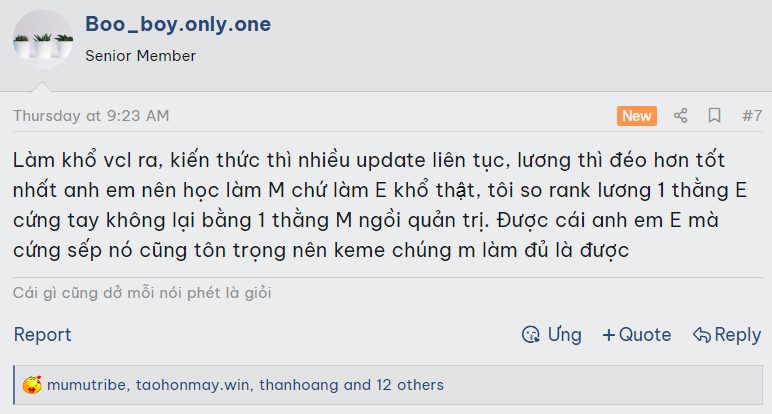 Boo_boy.only.one
Senior Member
Thursday at 9:23 AM
New
#7
Làm khổ vcl ra, kiến thức thì nhiều update liên tục, lương thì đéo hơn tốt
nhất anh em nên học làm M chứ làm E khổ thật, tôi so rank lương 1 thằng E
cứng tay không lại bằng 1 thằng M ngồi quản trị. Được cái anh em E mà
cứng sếp nó cũng tôn trọng nên keme chúng m làm đủ là được
Cái gì cũng dở mỗi nói phét là giỏi
Report
Ưng
+Quote
Reply
mumutribe, taohonmay.win, thanhoang and 12 others